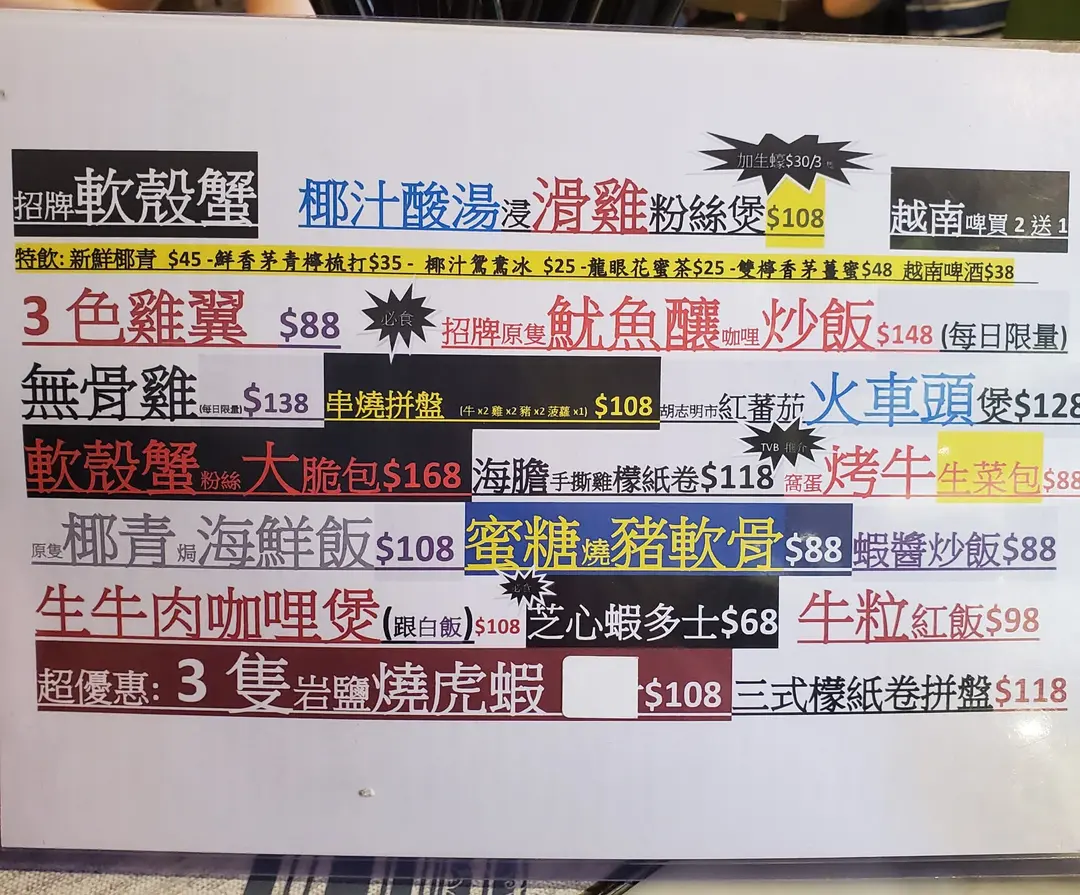 加生蠔$30/3隻
招牌軟殼蟹 椰汁酸湯浸滑雞粉絲煲$108 越南啤買 2 送 1
特飲: 新鮮椰青 $45 -鮮香茅青檸梳打$35 - 椰汁鴛鴦冰 $25 -龍眼花蜜茶$25 -雙檸香茅薑蜜$48 越南啤酒$38
3 色雞翼 $88 必食 招牌原隻魷魚釀咖哩炒飯$148 (每日限量)
無骨雞(每日限量)$138 串燒拼盤 (牛 x2 雞 x2 豬 x2 菠蘿 x1) $108 胡志明市紅蕃茄火車頭煲$128
TVB 推介
軟殼蟹粉絲大脆包$168 海膽手撕雞檬紙卷$118 窩蛋烤牛生菜包$88
原隻椰青焗海鮮飯$108 蜜糖燒豬軟骨$88 蝦醬炒飯$88
必食
生牛肉咖哩煲(跟白飯)$108 芝心蝦多士$68 牛粒紅飯$98
超優惠: 3 隻岩鹽燒虎蝦 $108 三式檬紙卷拼盤$118